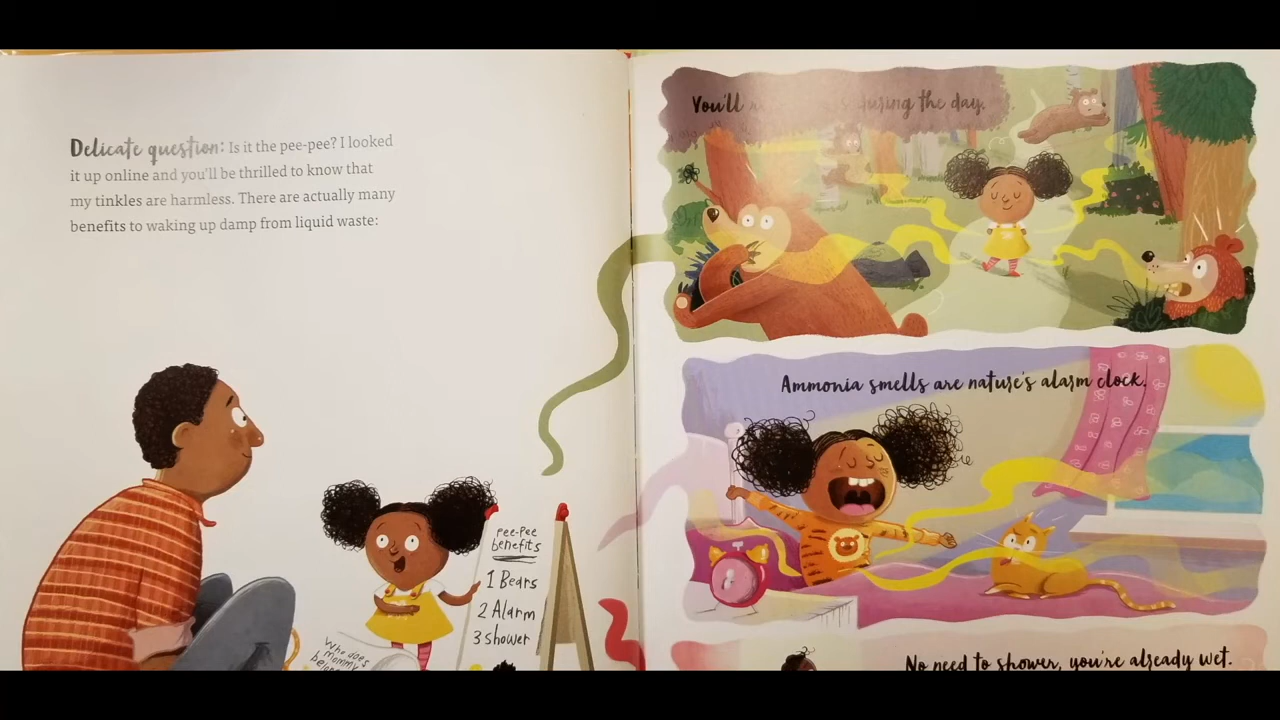 Delicate question: Is it the pee-pee? I looked
it up online and you'll be thrilled to know that
my tinkles are harmless. There are actually many
benefits to waking up damp from liquid waste:
Pee-Pee
benefits
1 Bears
2 Alarm
3 shower
Why does
mommy
You'll during the day.
Ammonia smells are nature's alarm clock.
No need to shower, you're already wet.